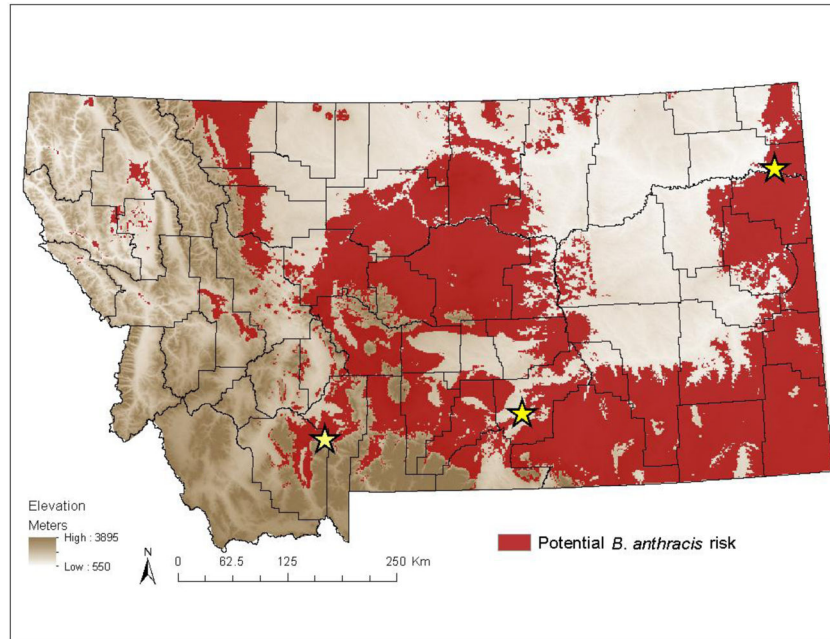 Elevation
Meters
High : 3895
Low : 550
N
0 62.5 125 250 Km
Potential B. anthracis risk